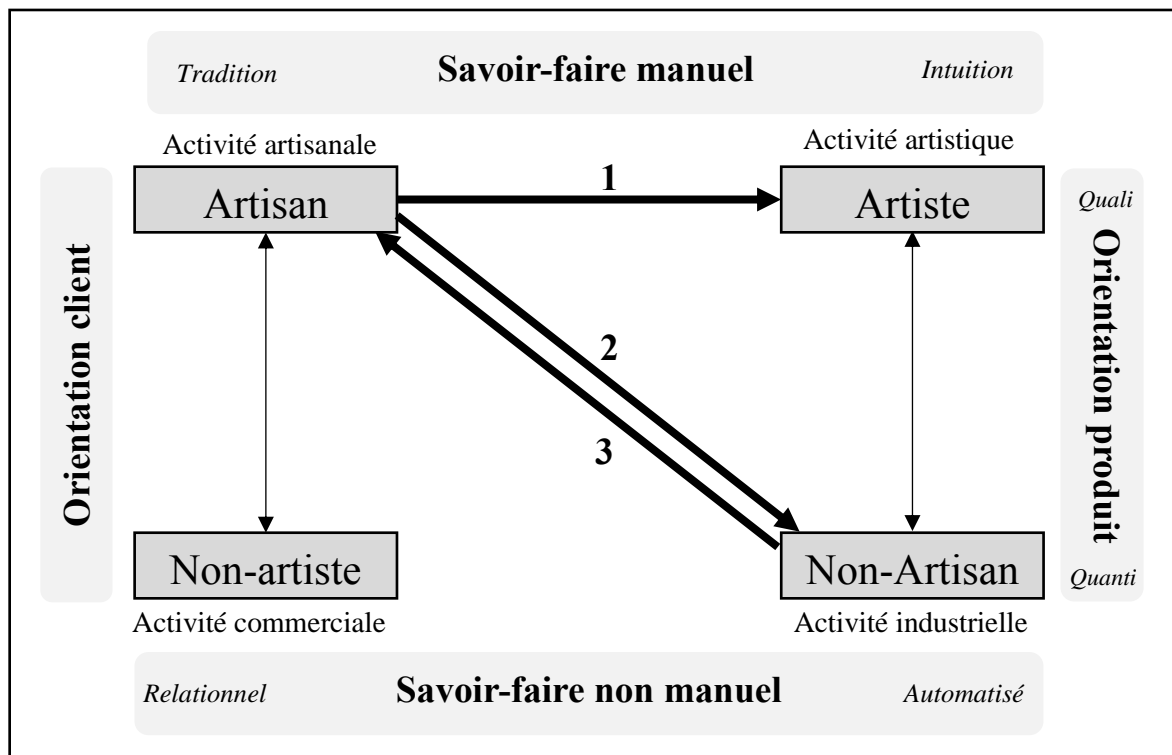 Savoir-faire manuel
Tradition
Intuition
Activité artisanale
Activité artistique
Artisan
1
Artiste
Quali
Orientation client
Orientation produit
2
3
Non-artiste
Non-Artisan
Quanti
Activité commerciale
Activité industrielle
Relationnel
Savoir-faire non manuel
Automatisé